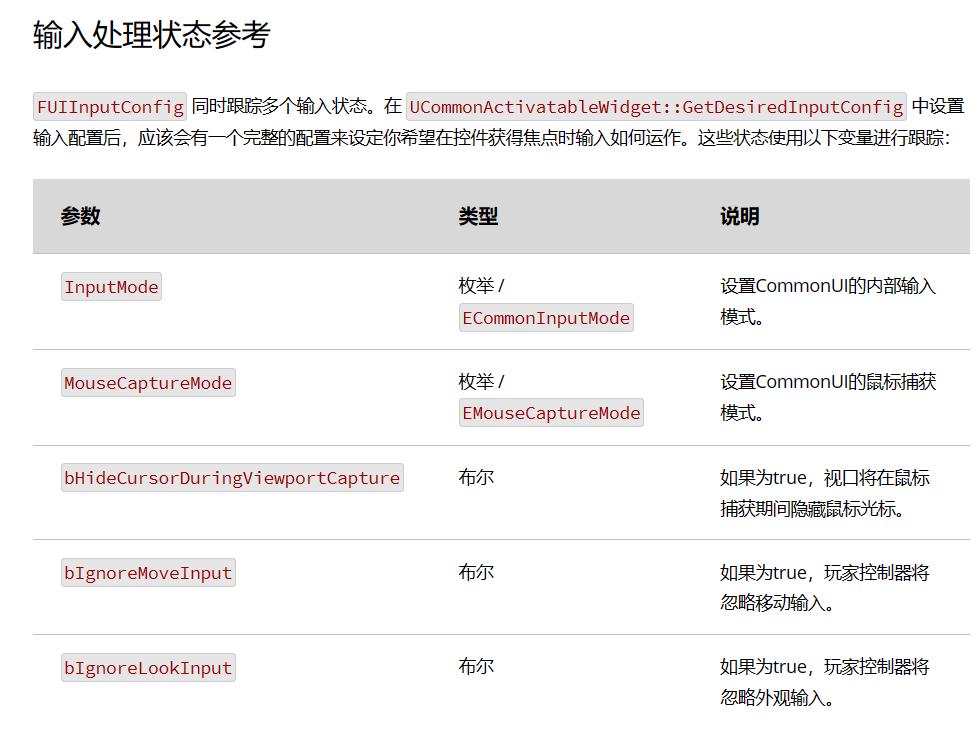 输入处理状态参考
FUIInputConfig 同时跟踪多个输入状态。在 UCommonActivatableWidget::GetDesiredInputConfig 中设置
输入配置后，应该会有一个完整的配置来设定你希望在控件获得焦点时输入如何运作。这些状态使用以下变量进行跟踪：
参数 类型 说明
InputMode 枚举 / 设置CommonUI的内部输入
ECommonInputMode 模式。
MouseCaptureMode 枚举 / 设置CommonUI的鼠标捕获
EMouseCaptureMode 模式。
bHideCursorDuringViewportCapture 布尔 如果为true，视口将在鼠标
捕获期间隐藏鼠标光标。
bIgnoreMoveInput 布尔 如果为true，玩家控制器将
忽略移动输入。
bIgnoreLookInput 布尔 如果为true，玩家控制器将
忽略外观输入。